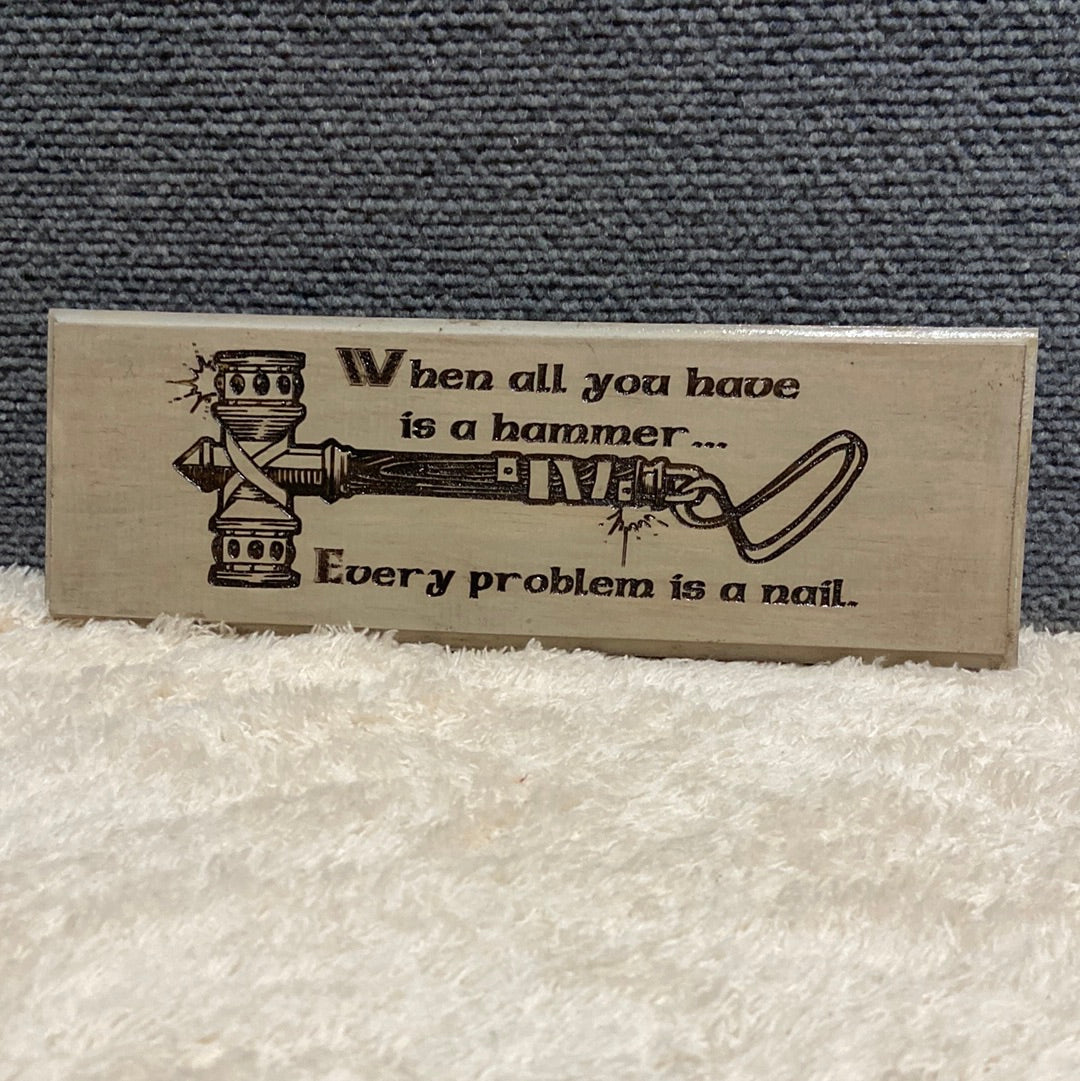 When all you have
is a hammer...
Every problem is a nail.